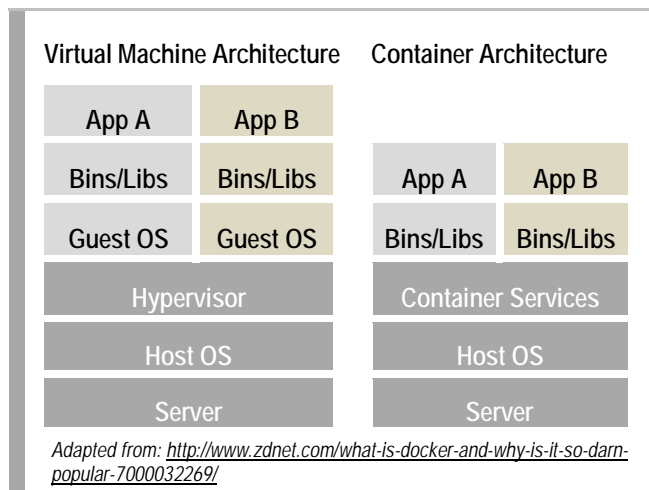 Virtual Machine Architecture
Container Architecture
App A
App B
Bins/Libs
Bins/Libs
Guest OS
Guest OS
Hypervisor
Host OS
Server
App A
App B
Bins/Libs
Bins/Libs
Container Services
Host OS
Server
Adapted from: http://www.zdnet.com/what-is-docker-and-why-is-it-so-darn-
popular-7000032269/